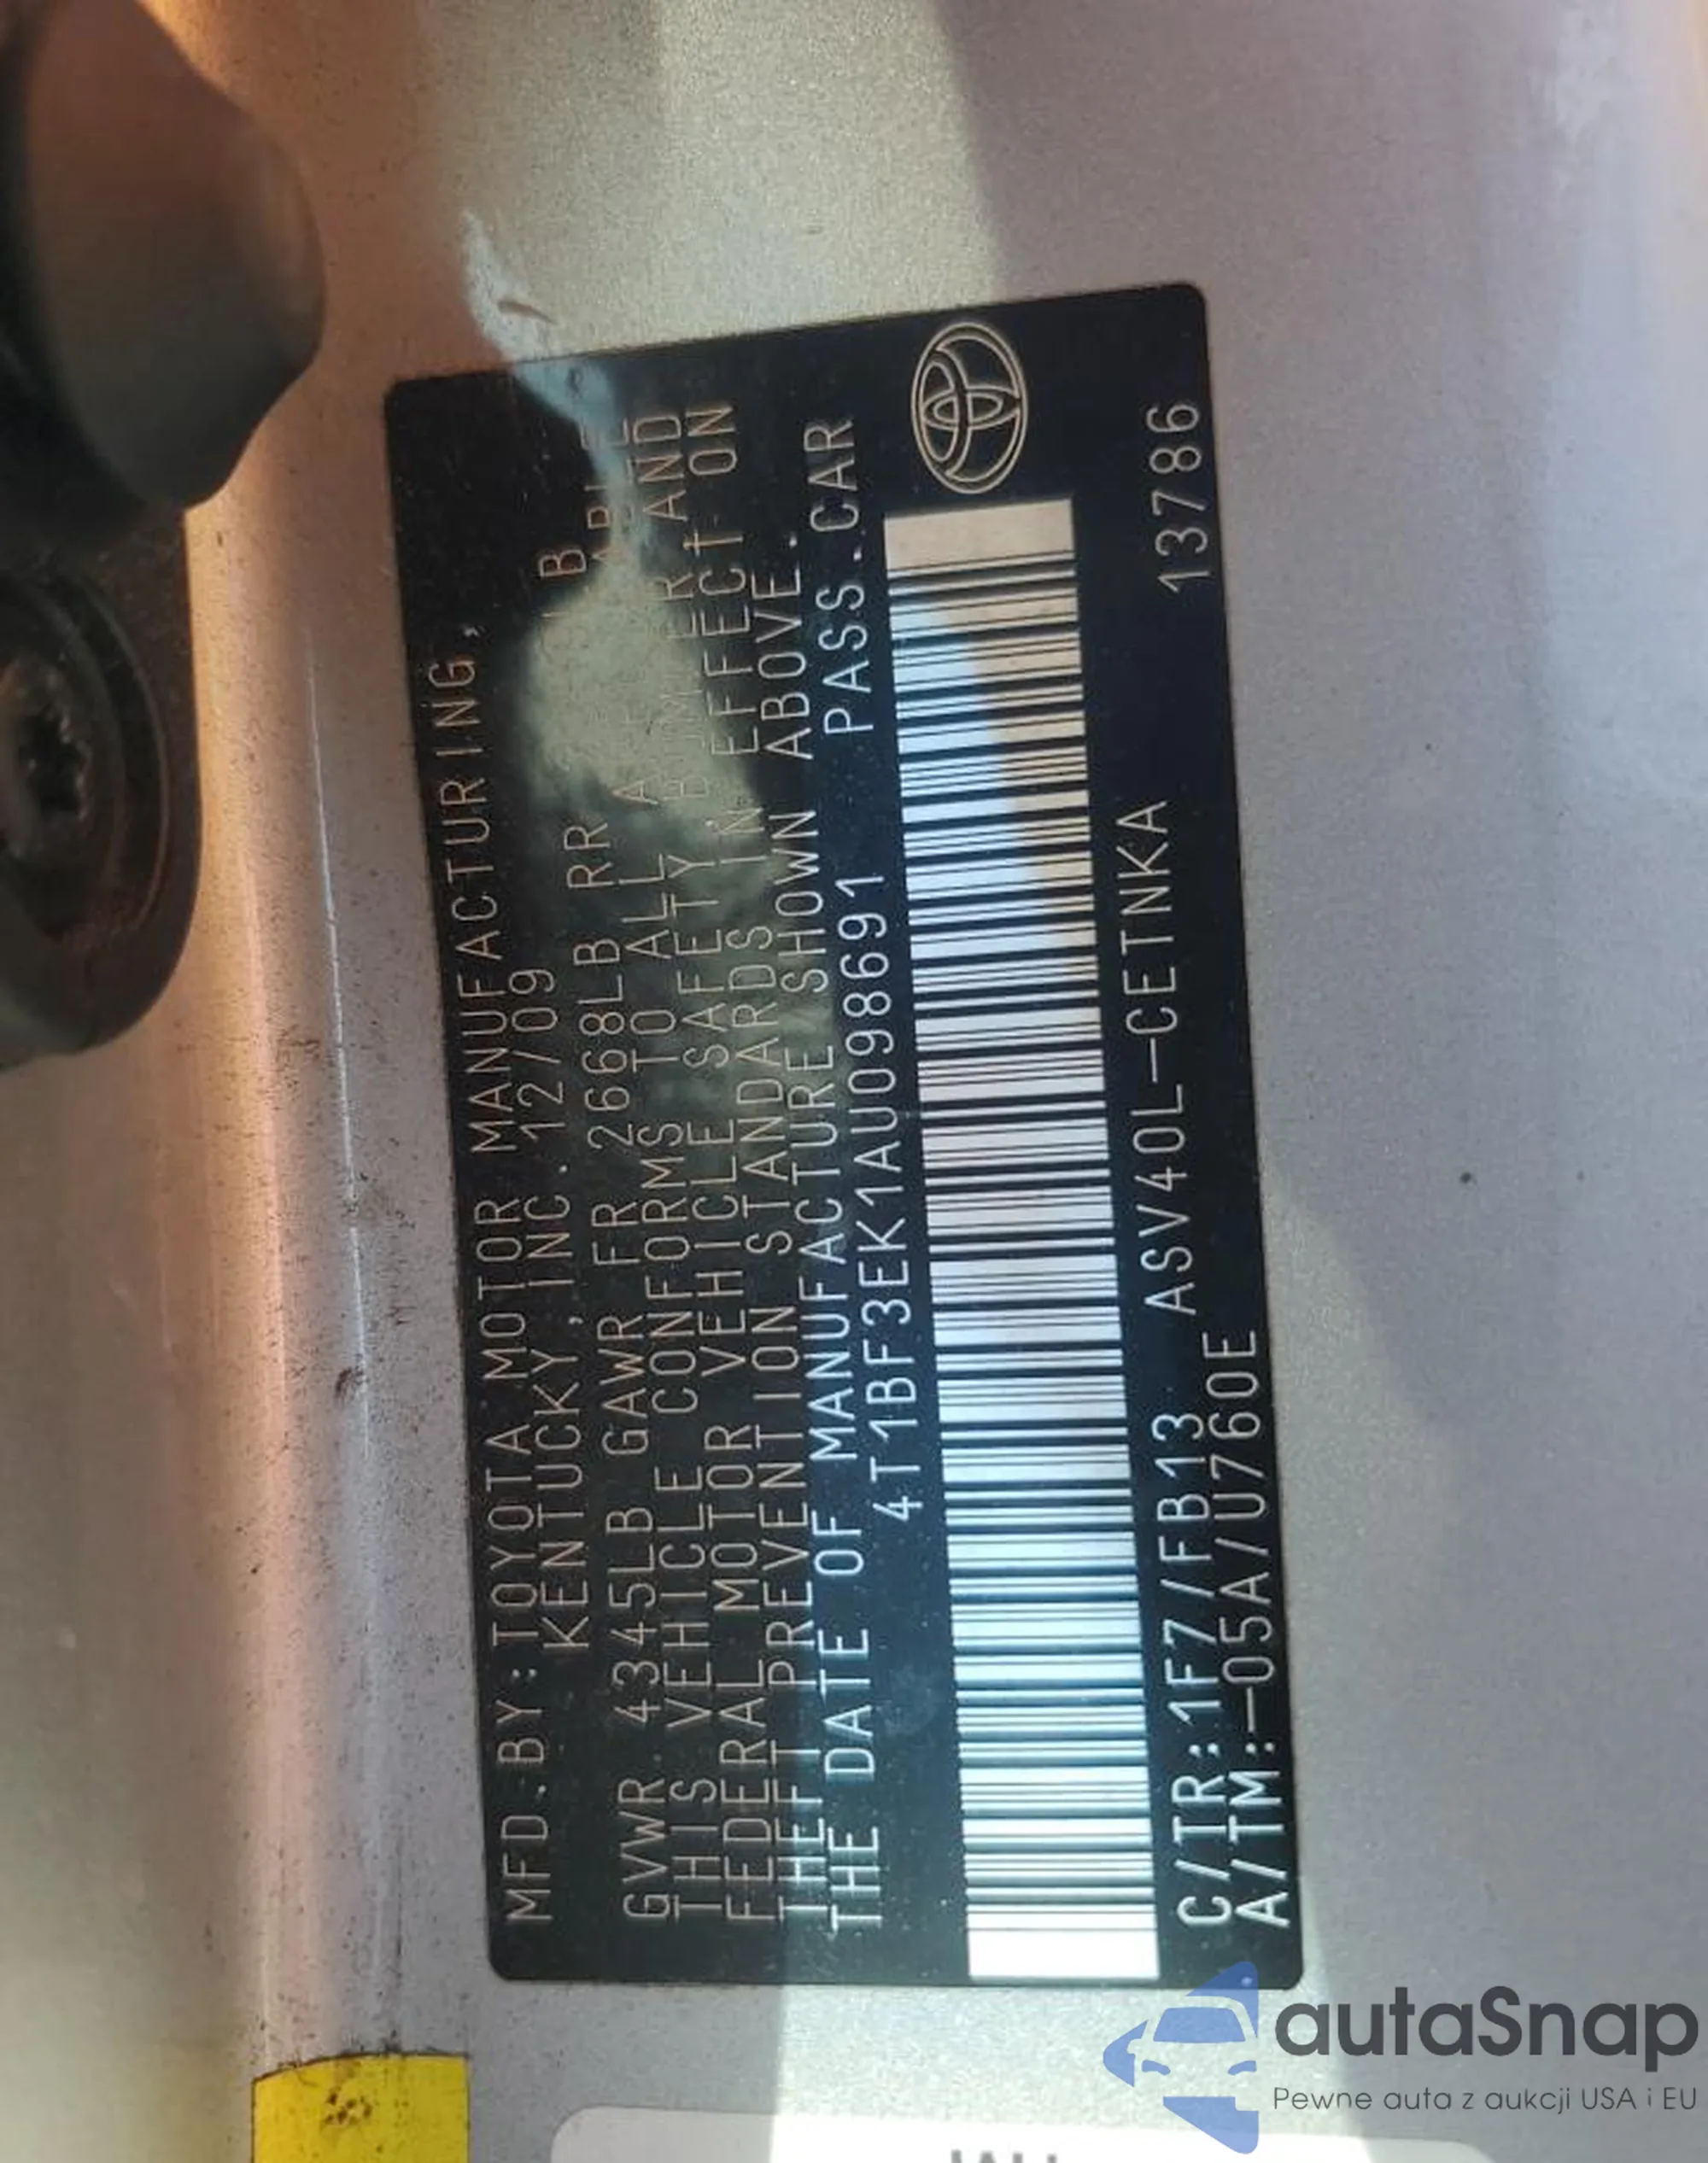 MFD.BY:TOYOTA MOTOR MANUFACTURING,
KENTUCKY,INC.12/09
GVWR 4345LB GAWR FR 2668LB RR
THIS VEHICLE CONFORMS TO ALL
FEDERAL MOTOR VEHICLE SAFETY, BUMPER AND
THEFT PREVENTION STANDARDS IN EFFECT ON
THE DATE OF MANUFACTURE SHOWN ABOVE.
4T1BF3EK1AU098691 PASS.CAR
C/TR:1F7/FB13 ASV40L-CETNKA 13786
A/TM:-05A/U760E
autaSnap
Pewne auta z aukcji USA i EU